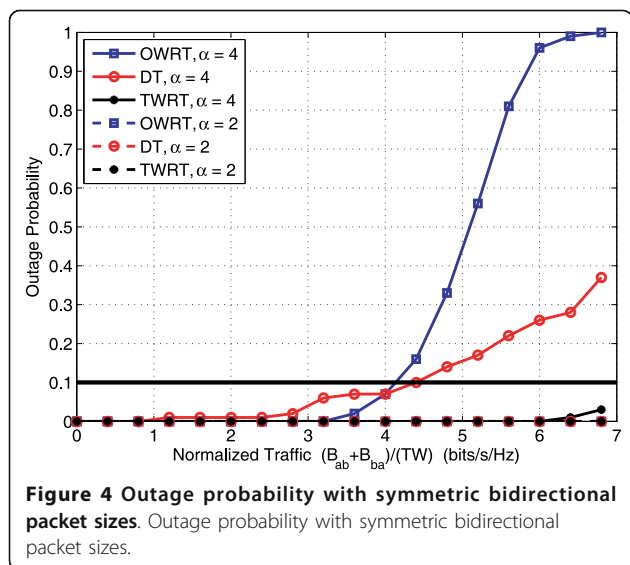 1
0.9
0.8
0.7
0.6
0.5
0.4
0.3
0.2
0.1
0
Outage Probability
OWRT, α = 4
DT, α = 4
TWRT, α = 4
OWRT, α = 2
DT, α = 2
TWRT, α = 2
0 1 2 3 4 5 6 7
Normalized Traffic (B_ab+B_ba)/(TW) (bits/s/Hz)
Figure 4 Outage probability with symmetric bidirectional
packet sizes. Outage probability with symmetric bidirectional
packet sizes.